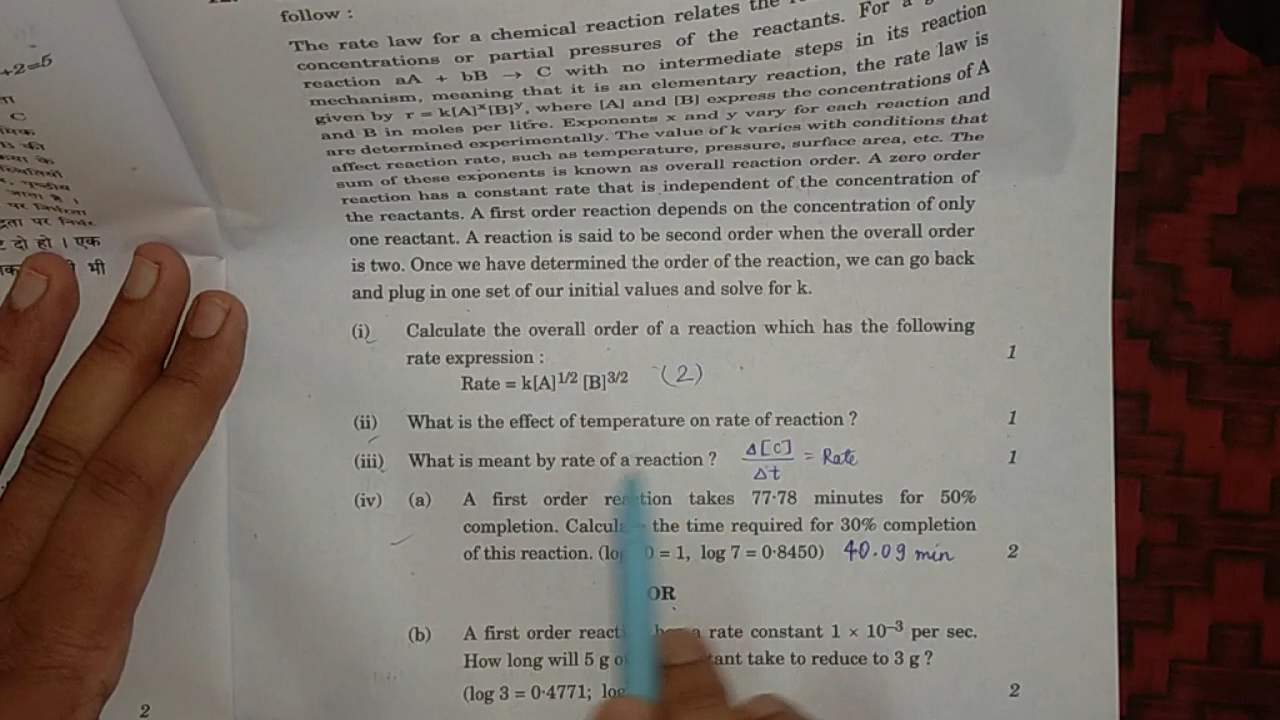 +2=5
C
B की
पर निर्भर
दो हो । एक
भी
2
follow :
The rate law for a chemical reaction relates the
concentrations or partial pressures of the reactants. For a
reaction aA + bB → C with no intermediate steps in its reaction
mechanism, meaning that it is an elementary reaction, the rate law is
given by r = k[A]ˣ[B]ʸ, where [A] and [B] express the concentrations of A
and B in moles per litre. Exponents x and y vary for each reaction and
are determined experimentally. The value of k varies with conditions that
affect reaction rate, such as temperature, pressure, surface area, etc. The
sum of these exponents is known as overall reaction order. A zero order
reaction has a constant rate that is independent of the concentration of
the reactants. A first order reaction depends on the concentration of only
one reactant. A reaction is said to be second order when the overall order
is two. Once we have determined the order of the reaction, we can go back
and plug in one set of our initial values and solve for k.
(i) Calculate the overall order of a reaction which has the following
rate expression : 1
Rate = k[A]^1/2 [B]^3/2 (2)
(ii) What is the effect of temperature on rate of reaction ? 1
(iii) What is meant by rate of a reaction ? Δ[C]/Δt = Rate 1
(iv) (a) A first order reaction takes 77·78 minutes for 50%
completion. Calcul the time required for 30% completion
of this reaction. (lo 0 = 1, log 7 = 0·8450) 40.09 min 2
OR
(b) A first order react rate constant 1 × 10⁻³ per sec.
How long will 5 g o tant take to reduce to 3 g ?
(log 3 = 0·4771; log 2